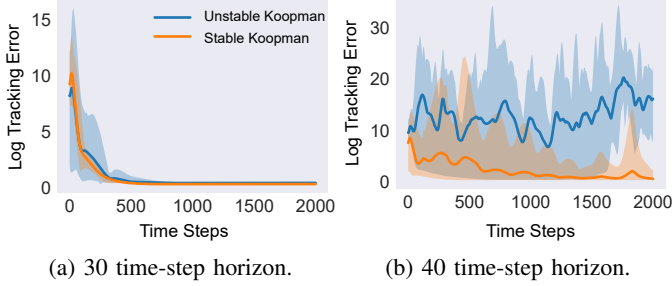 Log Tracking Error
15
10
5
0
Unstable Koopman
Stable Koopman
0 500 1000 1500 2000
Time Steps
(a) 30 time-step horizon.
Log Tracking Error
30
20
10
0
0 500 1000 1500 2000
Time Steps
(b) 40 time-step horizon.